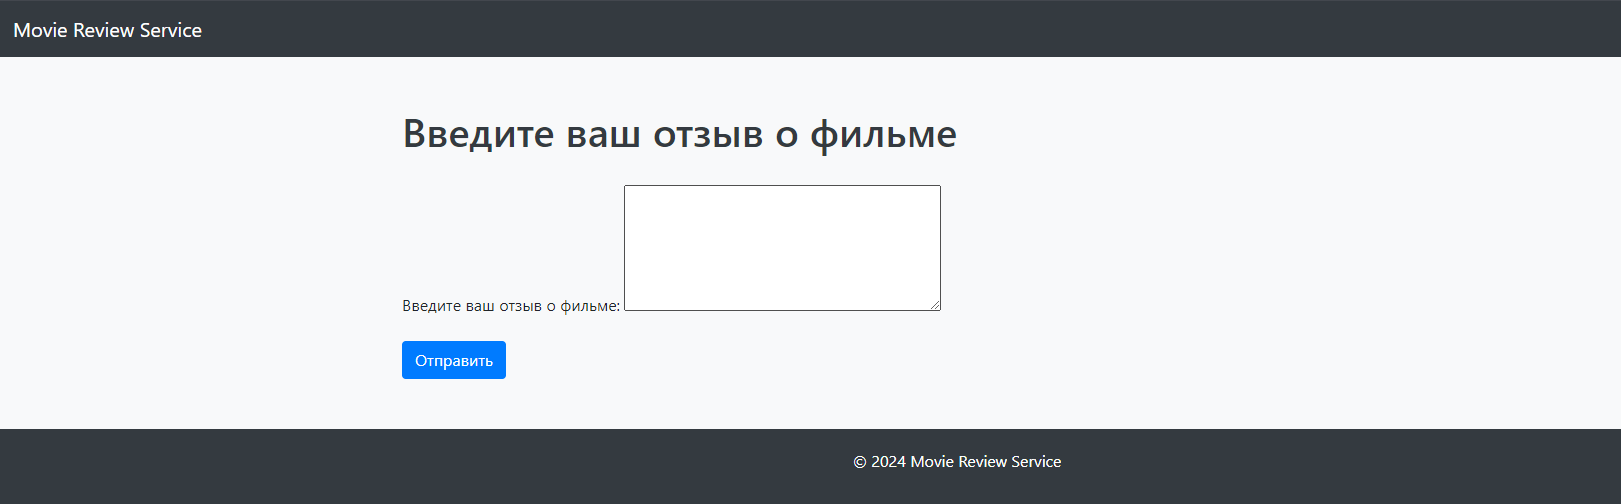 Movie Review Service
Введите ваш отзыв о фильме
Введите ваш отзыв о фильме:
Отправить
© 2024 Movie Review Service